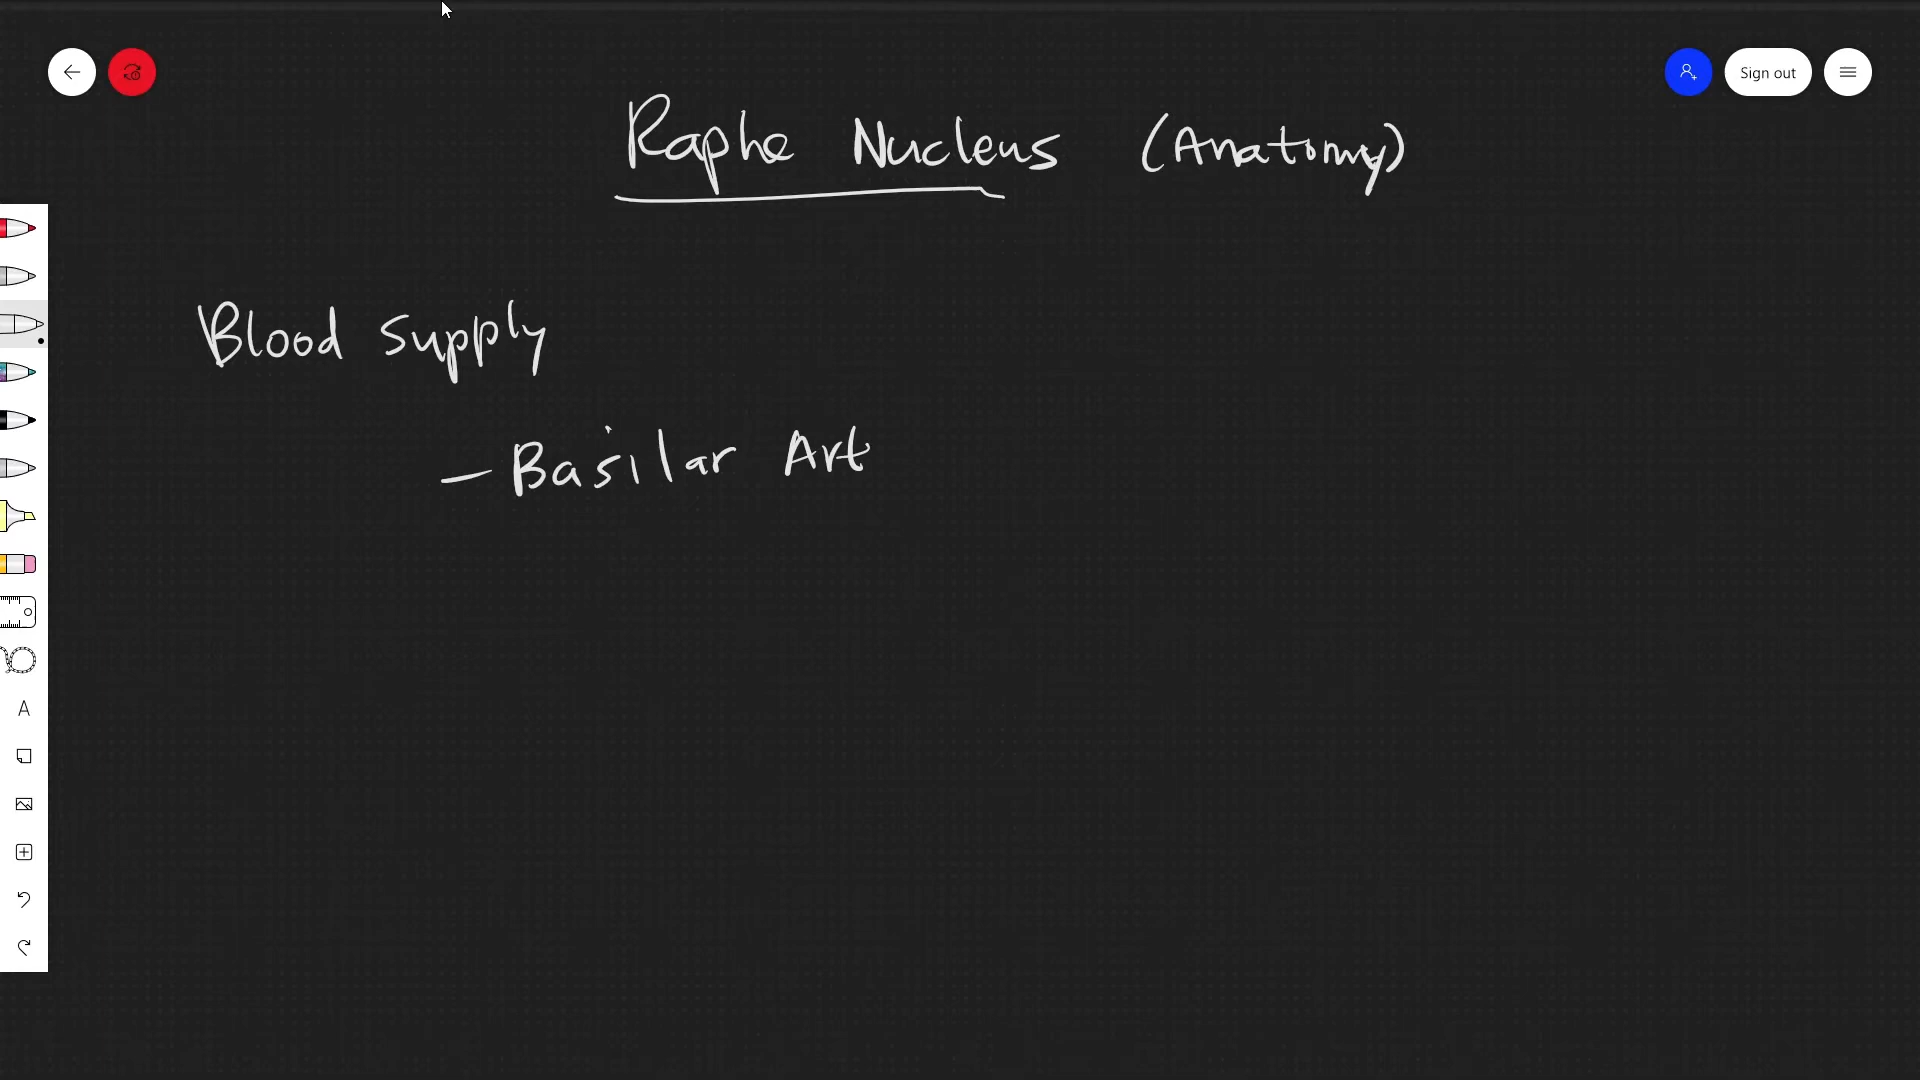 Sign out
Raphe Nucleus (Anatomy)
Blood Supply
- Basilar Art
A